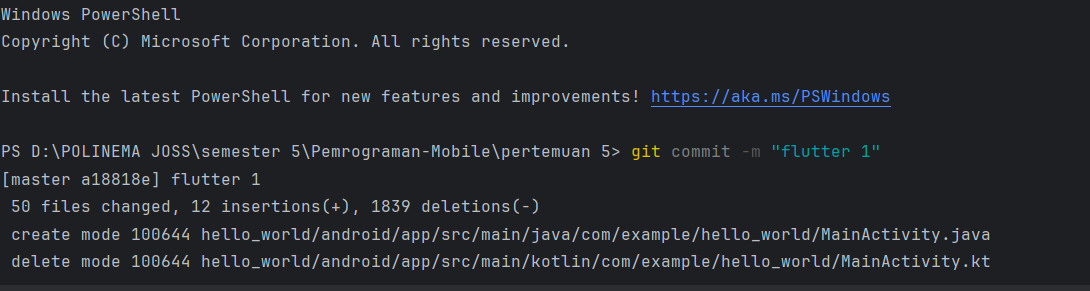 Windows PowerShell
Copyright (C) Microsoft Corporation. All rights reserved.
Install the latest PowerShell for new features and improvements! https://aka.ms/PSWindows
PS D:\POLINEMA JOSS\semester 5\Pemrograman-Mobile\pertemuan 5> git commit -m "flutter 1"
[master a18818e] flutter 1
 50 files changed, 12 insertions(+), 1839 deletions(-)
 create mode 100644 hello_world/android/app/src/main/java/com/example/hello_world/MainActivity.java
 delete mode 100644 hello_world/android/app/src/main/kotlin/com/example/hello_world/MainActivity.kt